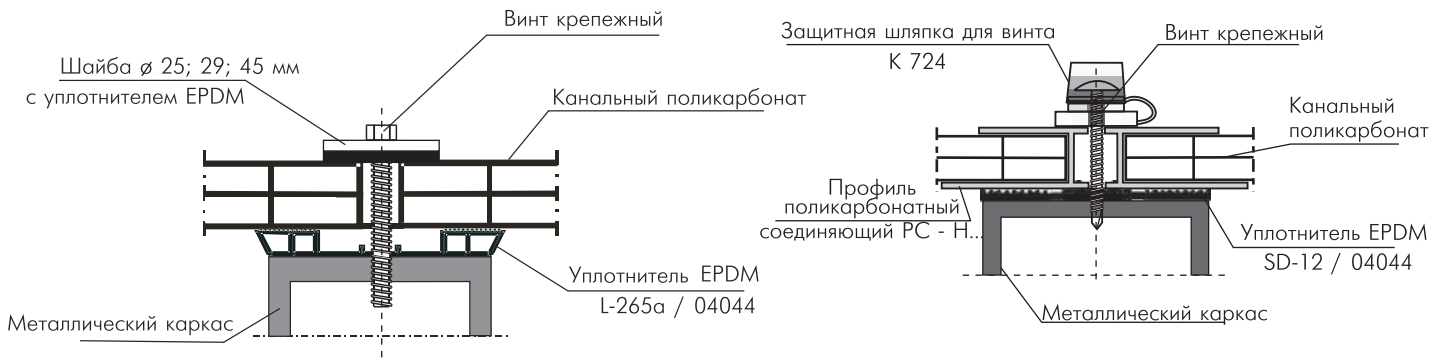 Винт крепежный
Шайба ø 25; 29; 45 мм
с уплотнителем EPDM
Канальный поликарбонат
Уплотнитель EPDM
L-265a / 04044
Металлический каркас
Защитная шляпка для винта
К 724
Винт крепежный
Канальный
поликарбонат
Профиль
поликарбонатный
соединяющий PC - H...
Уплотнитель EPDM
SD-12 / 04044
Металлический каркас